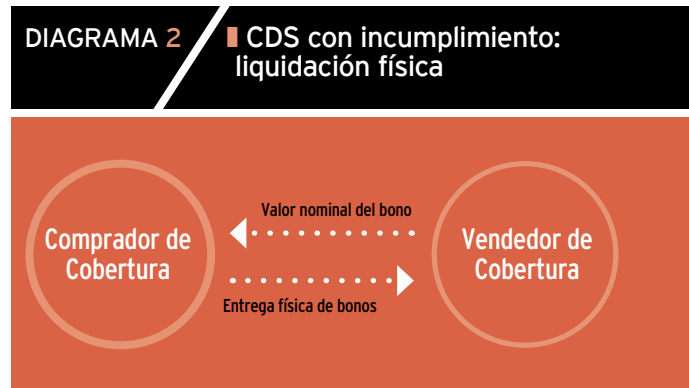 DIAGRAMA 2
CDS con incumplimiento:
liquidación física
Valor nominal del bono
Comprador de
Cobertura
Vendedor de
Cobertura
Entrega física de bonos